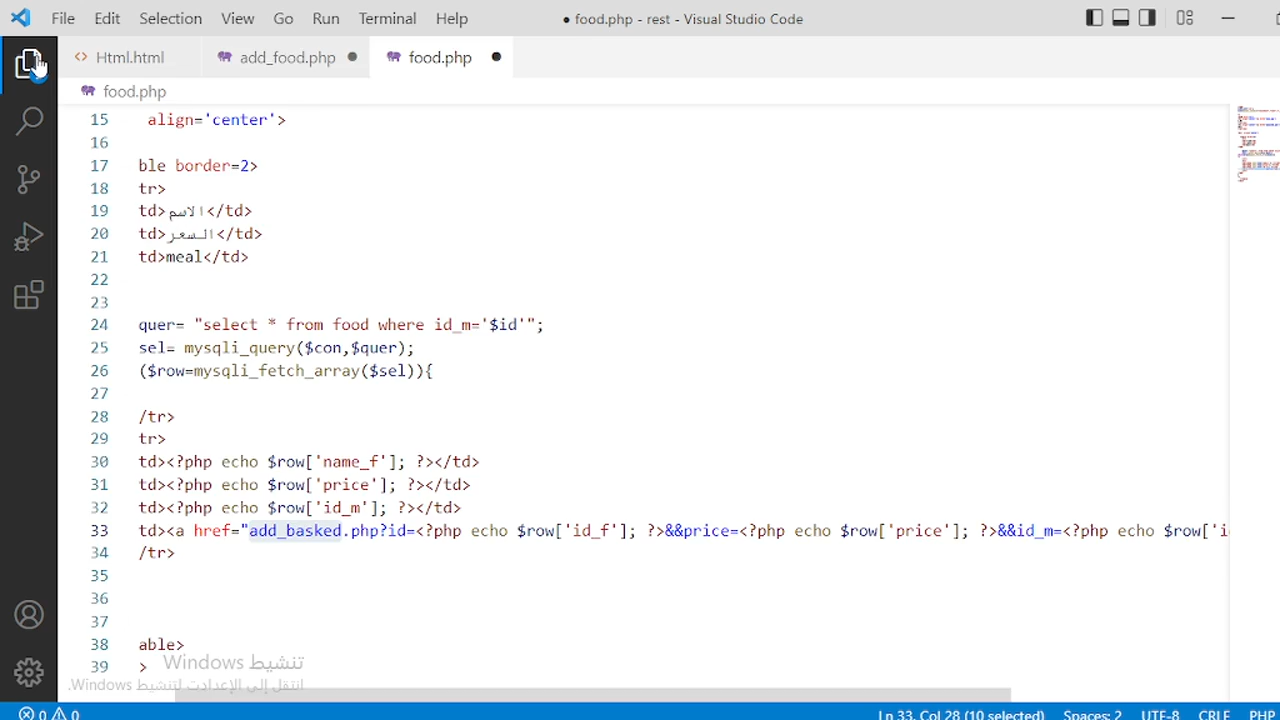 File Edit Selection View Go Run Terminal Help ● food.php - rest - Visual Studio Code
Html.html add_food.php ● food.php ●
food.php
15 align='center'>
16
17 ble border=2>
18 tr>
19 td>الاسم</td>
20 td>السعر</td>
21 td>meal</td>
22
23
24 quer= "select * from food where id_m='$id'";
25 sel= mysqli_query($con,$quer);
26 ($row=mysqli_fetch_array($sel)){
27
28 /tr>
29 tr>
30 td><?php echo $row['name_f']; ?></td>
31 td><?php echo $row['price']; ?></td>
32 td><?php echo $row['id_m']; ?></td>
33 td><a href="add_basked.php?id=<?php echo $row['id_f']; ?>&&price=<?php echo $row['price']; ?>&&id_m=<?php echo $row['i
34 /tr>
35
36
37
38 able>
39 >
تنشيط Windows
انتقل إلى الإعدادت لتنشيط Windows.
0 0 Ln 33, Col 28 (10 selected) Spaces: 2 UTF-8 CRLF PHP